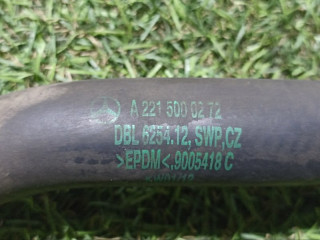 A 221 500 02 72
DBL 6254.12, SWP,CZ
>EPDM<,9005418 C